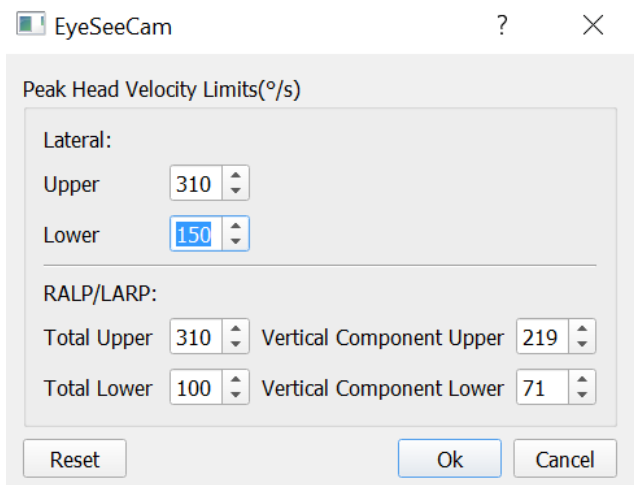 EyeSeeCam ?
Peak Head Velocity Limits(°/s)
Lateral:
Upper 310
Lower 150
RALP/LARP:
Total Upper 310 Vertical Component Upper 219
Total Lower 100 Vertical Component Lower 71
Reset Ok Cancel